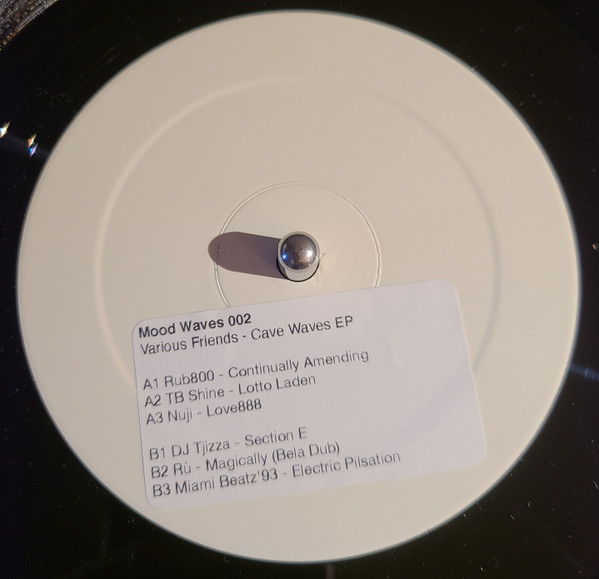 Mood Waves 002
Various Friends - Cave Waves EP
A1 Rub800 - Continually Amending
A2 TB Shine - Lotto Laden
A3 Nuji - Love888
B1 DJ Tjizza - Section E
B2 Rù - Magically (Bela Dub)
B3 Miami Beatz'93 - Electric Pilsation